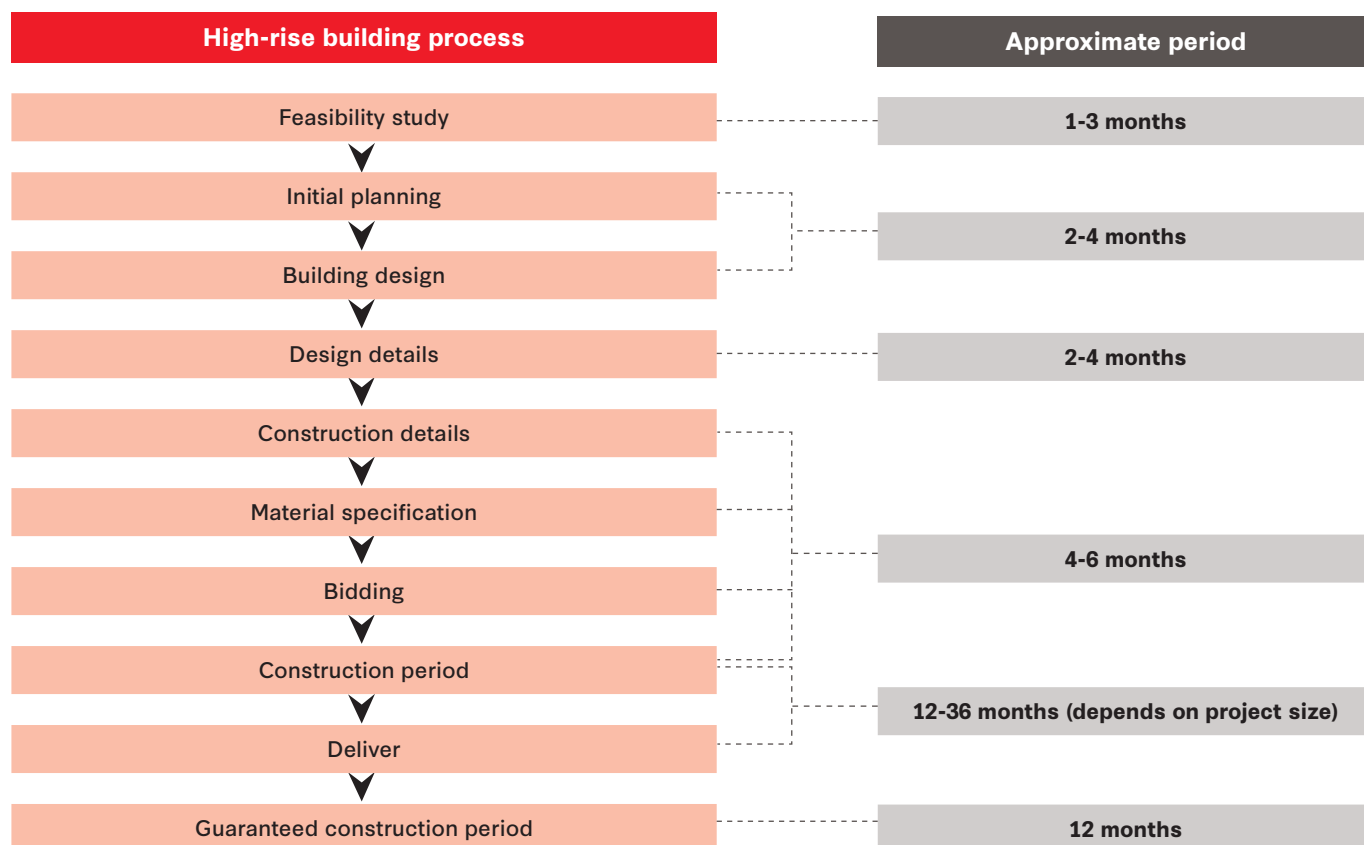 High-rise building process
Approximate period
Feasibility study
1-3 months
Initial planning
2-4 months
Building design
Design details
2-4 months
Construction details
Material specification
4-6 months
Bidding
Construction period
12-36 months (depends on project size)
Deliver
Guaranteed construction period
12 months